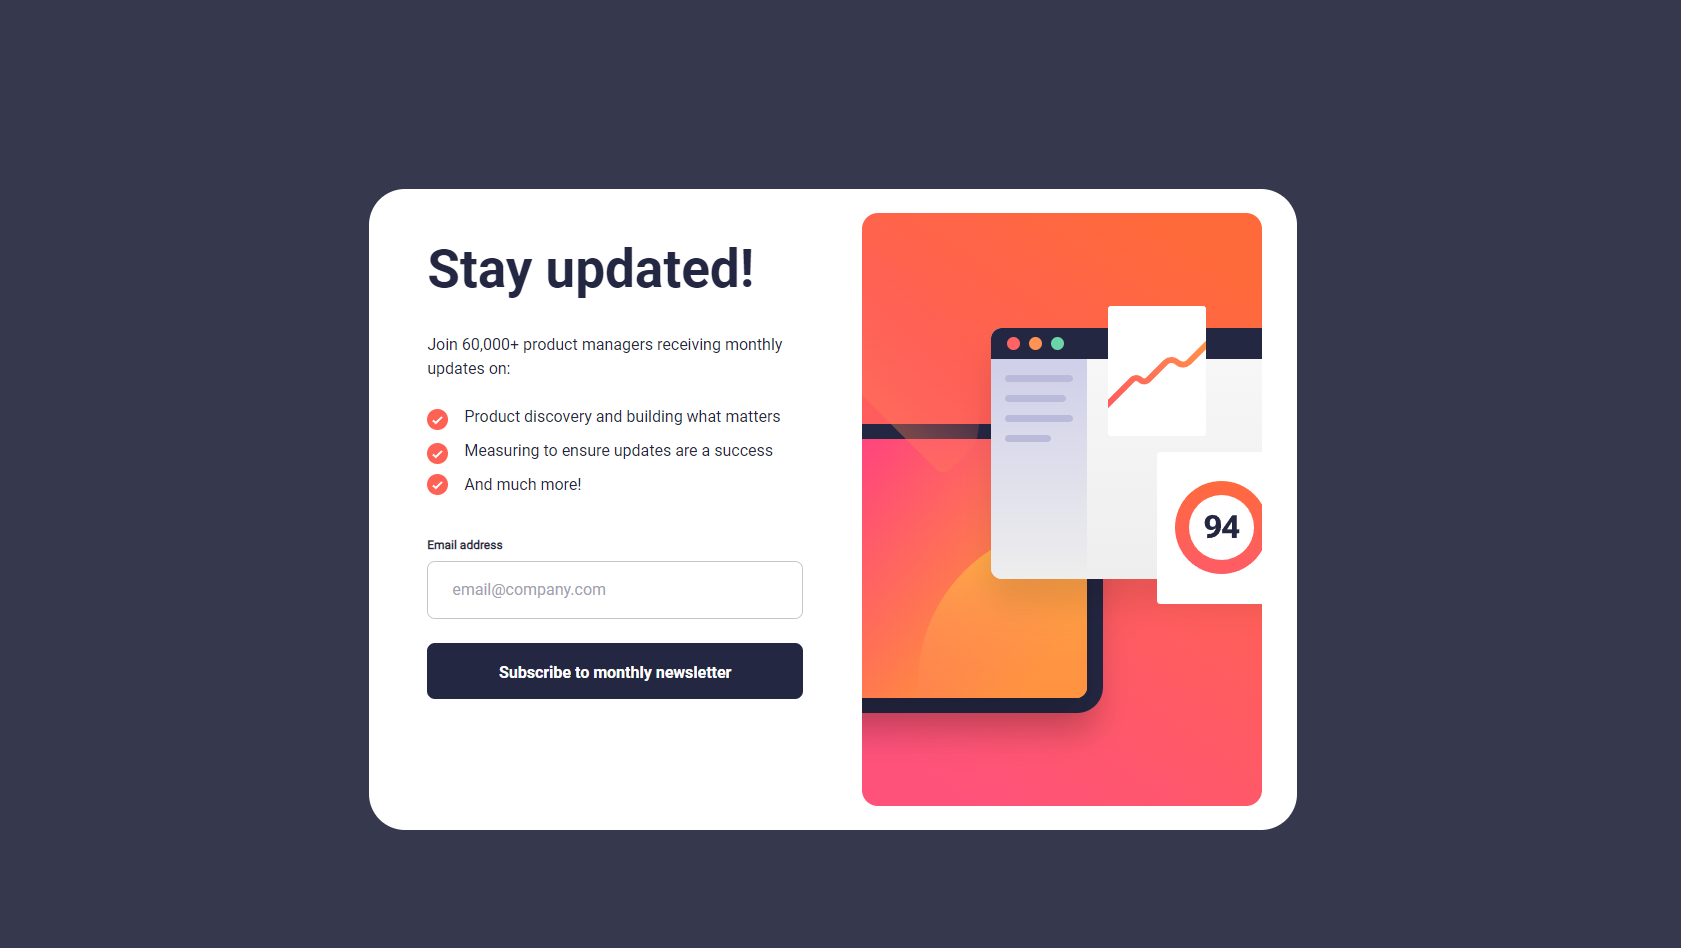 Stay updated!
Join 60,000+ product managers receiving monthly
updates on:
Product discovery and building what matters
Measuring to ensure updates are a success
And much more!
Email address
email@company.com
Subscribe to monthly newsletter
94